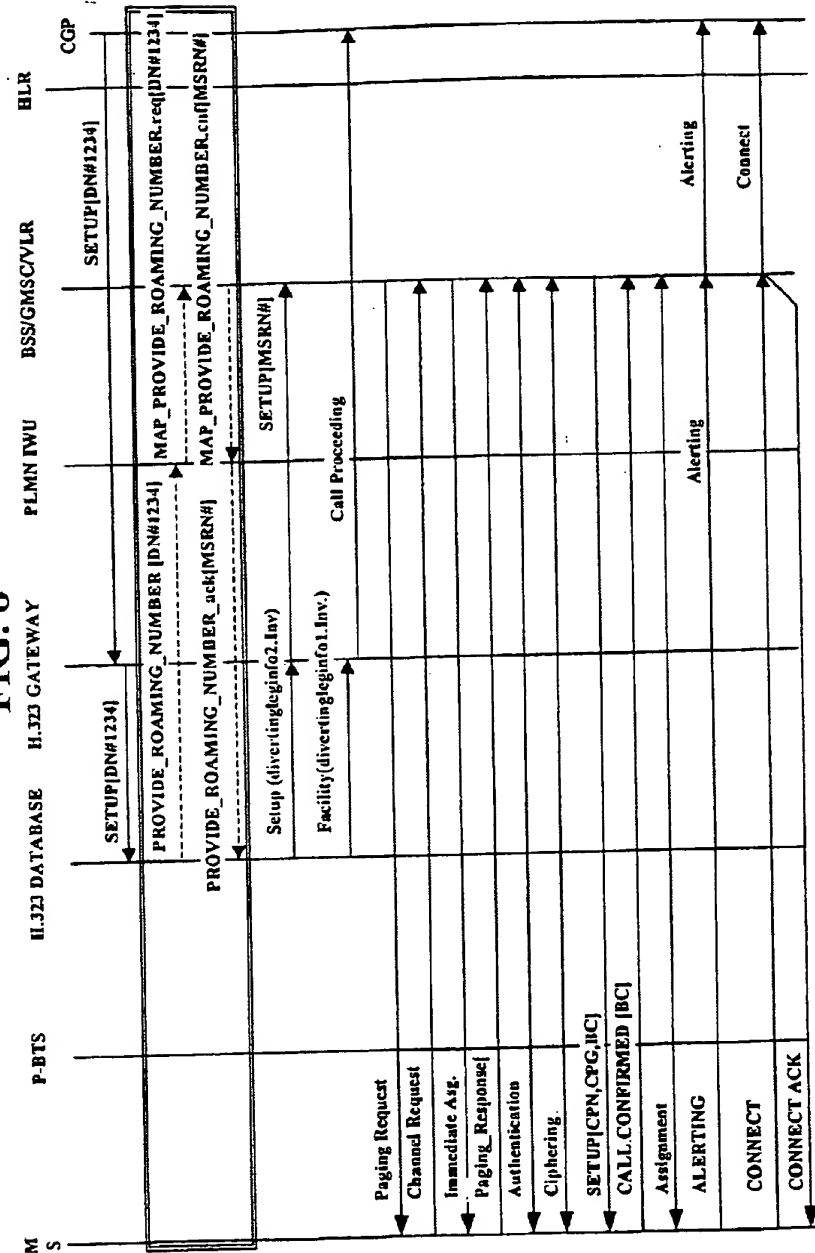 FIG. 6
M
S
P-BTS
H.323 DATABASE
H.323 GATEWAY
PLMN IWU
BSS/GMSC/VLR
HLR
CGP
SETUP[DN#1234]
SETUP[DN#1234]
PROVIDE_ROAMING_NUMBER [DN#1234]
MAP_PROVIDE_ROAMING_NUMBER.req[DN#1234]
PROVIDE_ROAMING_NUMBER_ack[MSRN#]
MAP_PROVIDE_ROAMING_NUMBER.cnf[MSRN#]
Setup (divertingleginfo2.Inv)
SETUP[MSRN#]
Facility(divertingleginfo1.Inv.)
Call Proceeding
Paging Request
Channel Request
Immediate Asg.
Paging_Response[
Authentication
Ciphering
SETUP[CPN,CPG,BC]
CALL.CONFIRMED [BC]
Assignment
ALERTING
Alerting
Alerting
CONNECT
Connect
CONNECT ACK